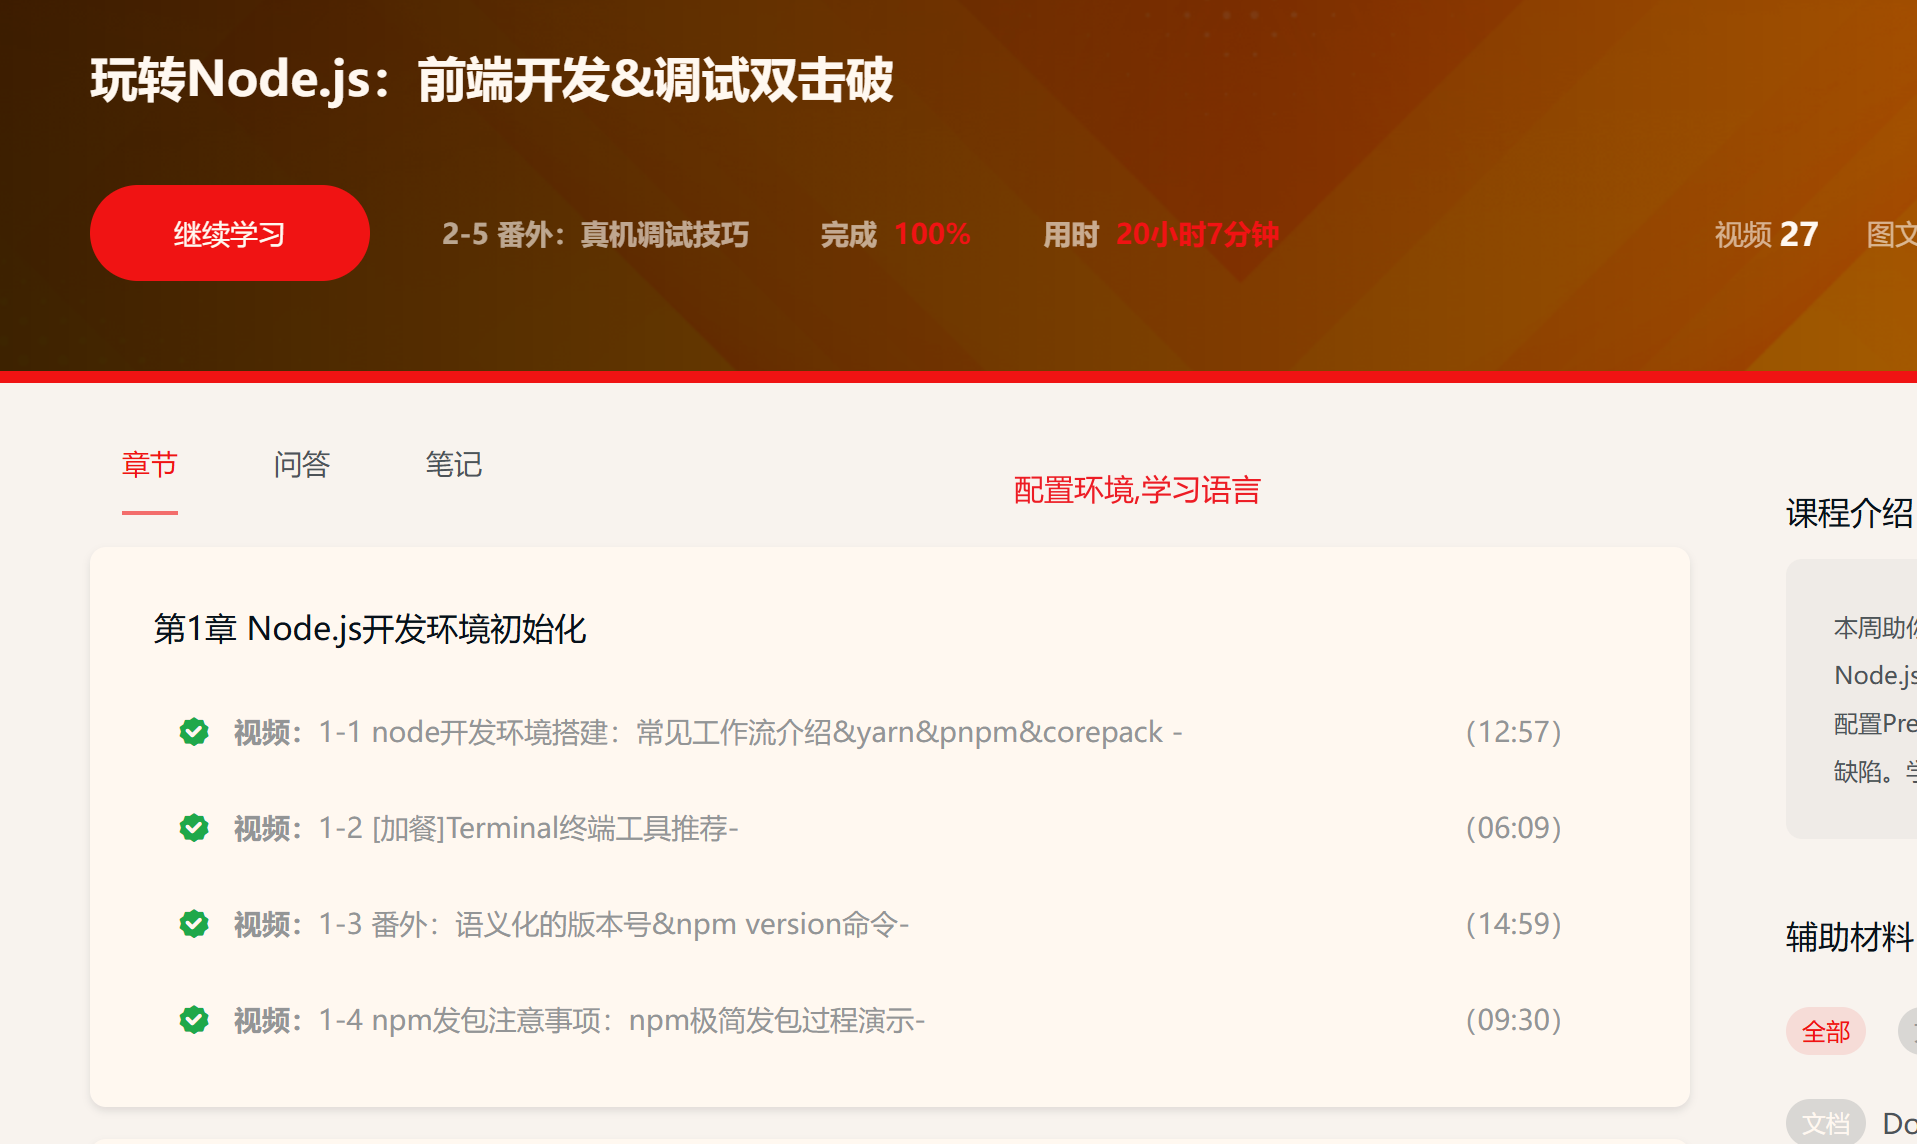 玩转Node.js：前端开发&调试双击破
继续学习 2-5 番外：真机调试技巧 完成 100% 用时 20小时7分钟 视频 27 图文
章节 问答 笔记
配置环境,学习语言
第1章 Node.js开发环境初始化
视频：1-1 node开发环境搭建：常见工作流介绍&yarn&pnpm&corepack - (12:57)
视频：1-2 [加餐]Terminal终端工具推荐- (06:09)
视频：1-3 番外：语义化的版本号&npm version命令- (14:59)
视频：1-4 npm发包注意事项：npm极简发包过程演示- (09:30)
课程介绍
本周助你
Node.js
配置Pre
缺陷。学
辅助材料
全部
文档 Do